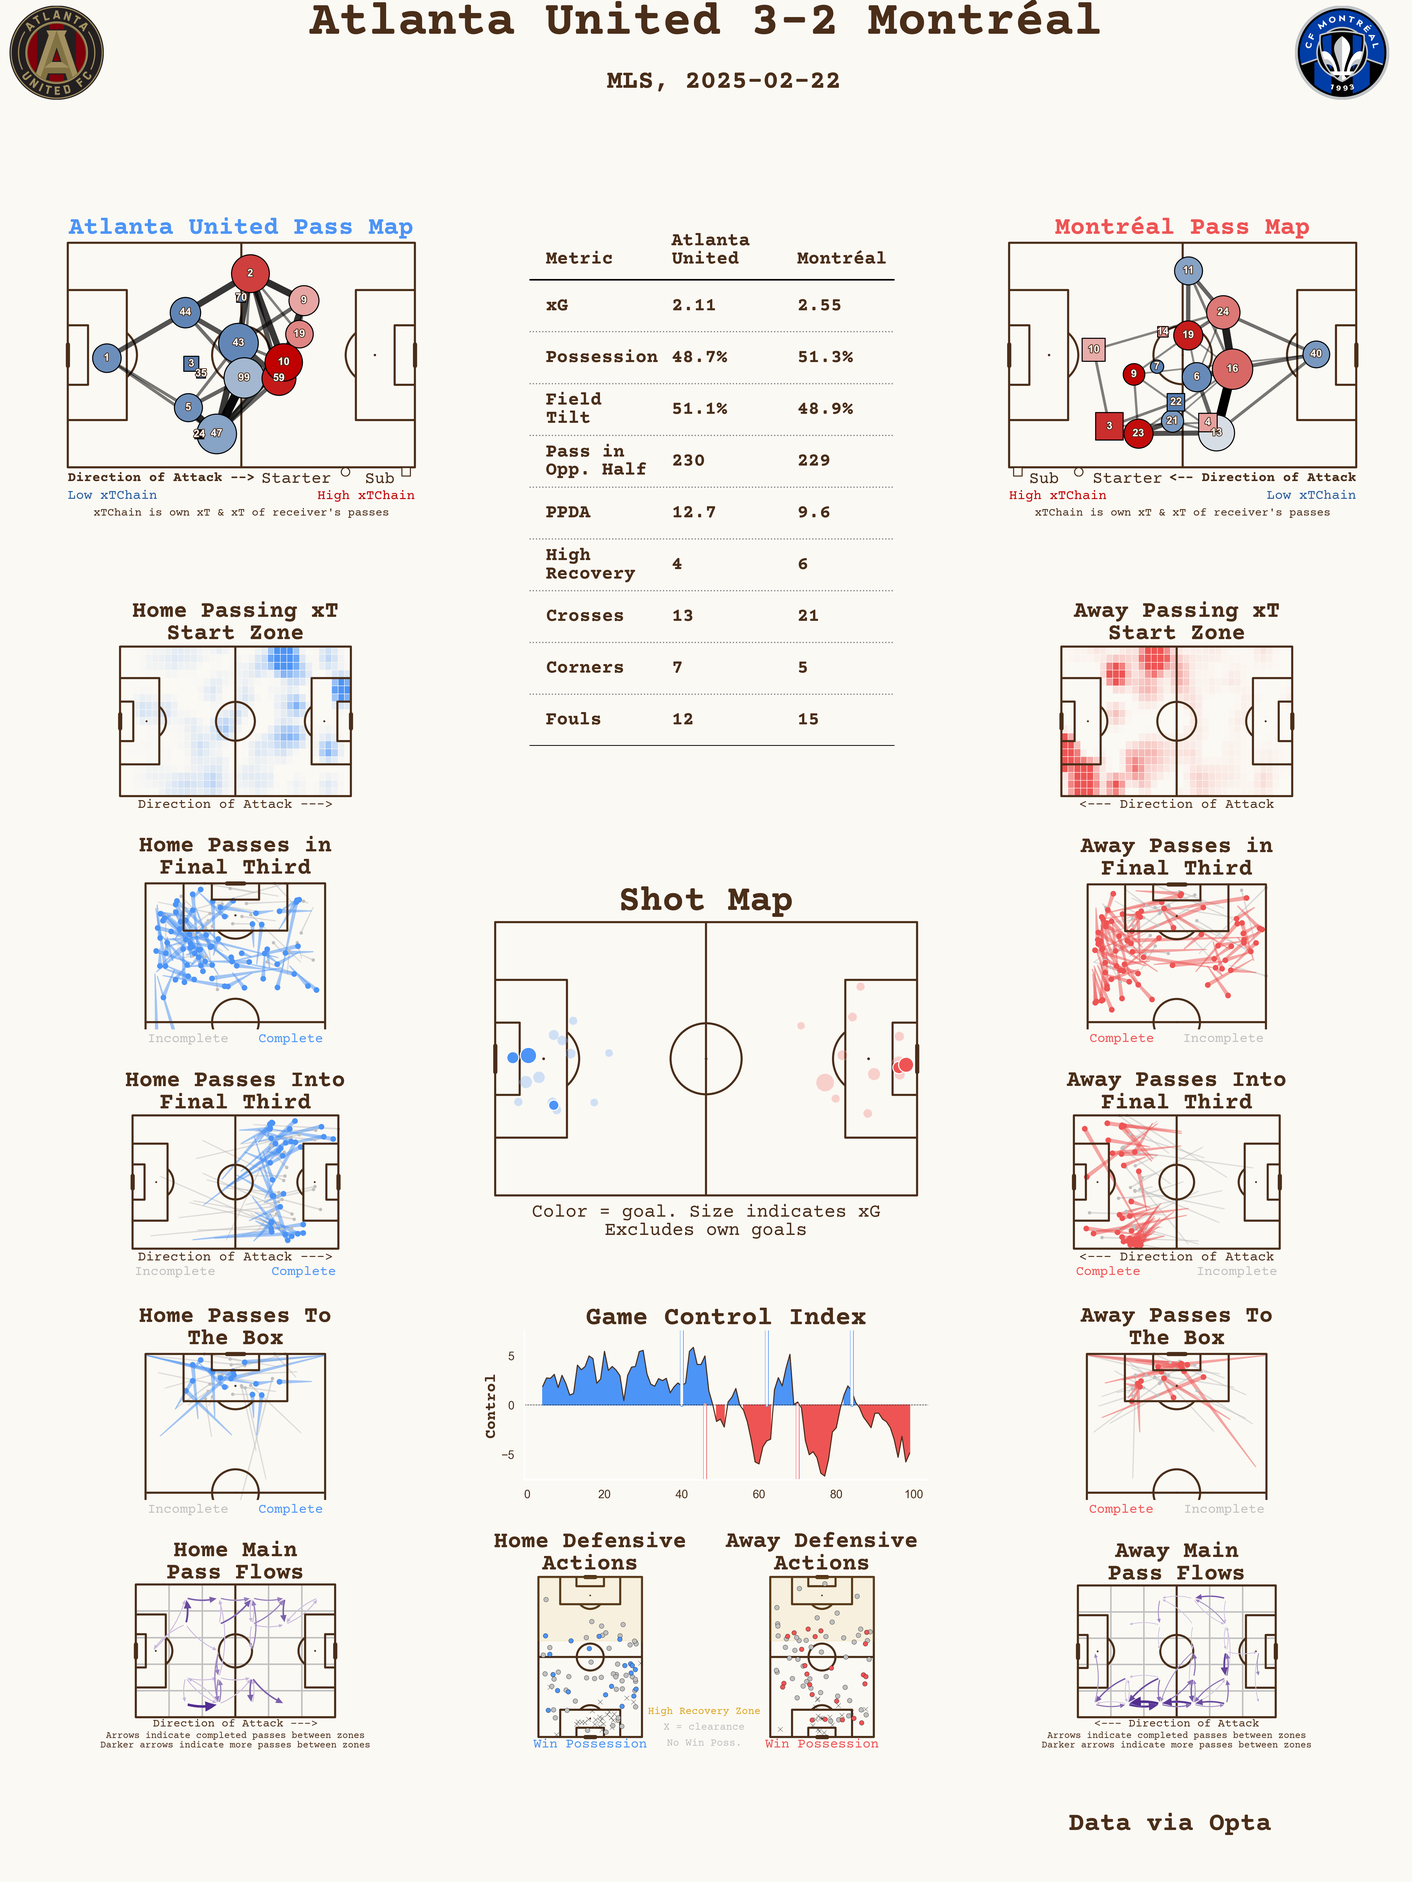 Atlanta United 3-2 Montréal
MLS, 2025-02-22
ATLANTA
UNITED FC
CF MONTRÉAL
1993
Atlanta United Pass Map
2
70
9
44
19
43
1
3
35
10
99
59
5
24
47
Direction of Attack --> Starter Sub
Low xTChain High xTChain
xTChain is own xT & xT of receiver's passes
Metric Atlanta United Montréal
xG 2.11 2.55
Possession 48.7% 51.3%
Field Tilt 51.1% 48.9%
Pass in Opp. Half 230 229
PPDA 12.7 9.6
High Recovery 4 6
Crosses 13 21
Corners 7 5
Fouls 12 15
Montréal Pass Map
11
24
14
19
10
40
7
16
9
6
22
3
21
4
23
13
Sub Starter <-- Direction of Attack
High xTChain Low xTChain
xTChain is own xT & xT of receiver's passes
Home Passing xT
Start Zone
Direction of Attack --->
Away Passing xT
Start Zone
<--- Direction of Attack
Home Passes in
Final Third
Incomplete Complete
Away Passes in
Final Third
Complete Incomplete
Shot Map
Color = goal. Size indicates xG
Excludes own goals
Home Passes Into
Final Third
Direction of Attack --->
Incomplete Complete
Away Passes Into
Final Third
<--- Direction of Attack
Complete Incomplete
Home Passes To
The Box
Incomplete Complete
Game Control Index
Control
5
0
−5
0 20 40 60 80 100
Away Passes To
The Box
Complete Incomplete
Home Main
Pass Flows
Direction of Attack --->
Arrows indicate completed passes between zones
Darker arrows indicate more passes between zones
Home Defensive
Actions
Win Possession
High Recovery Zone
X = clearance
No Win Poss.
Away Defensive
Actions
Win Possession
Away Main
Pass Flows
<--- Direction of Attack
Arrows indicate completed passes between zones
Darker arrows indicate more passes between zones
Data via Opta